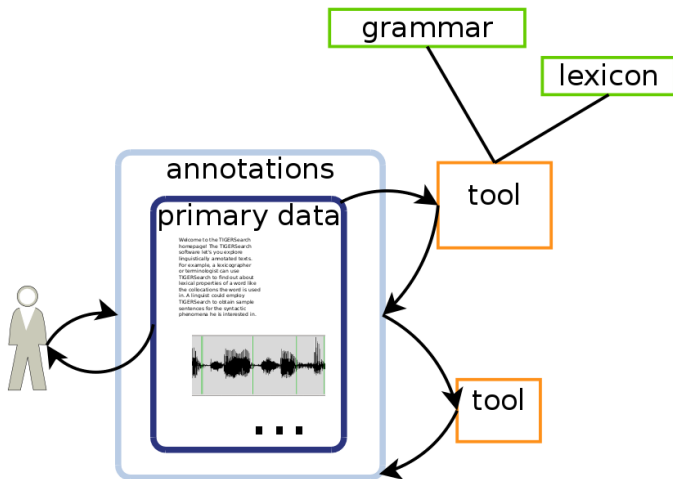 grammar
lexicon
annotations
tool
primary data
Welcome to the TIGERSearch
homepage! The TIGERSearch
software let's you explore
linguistically annotated texts.
For example, a lexicographer
or terminologist can use
TIGERSearch to find out about
lexical properties of a word like
the collocations the word is used
in. A linguist could employ
TIGERSearch to obtain sample
sentences for the syntactic
phenomena he is interested in.
...
tool